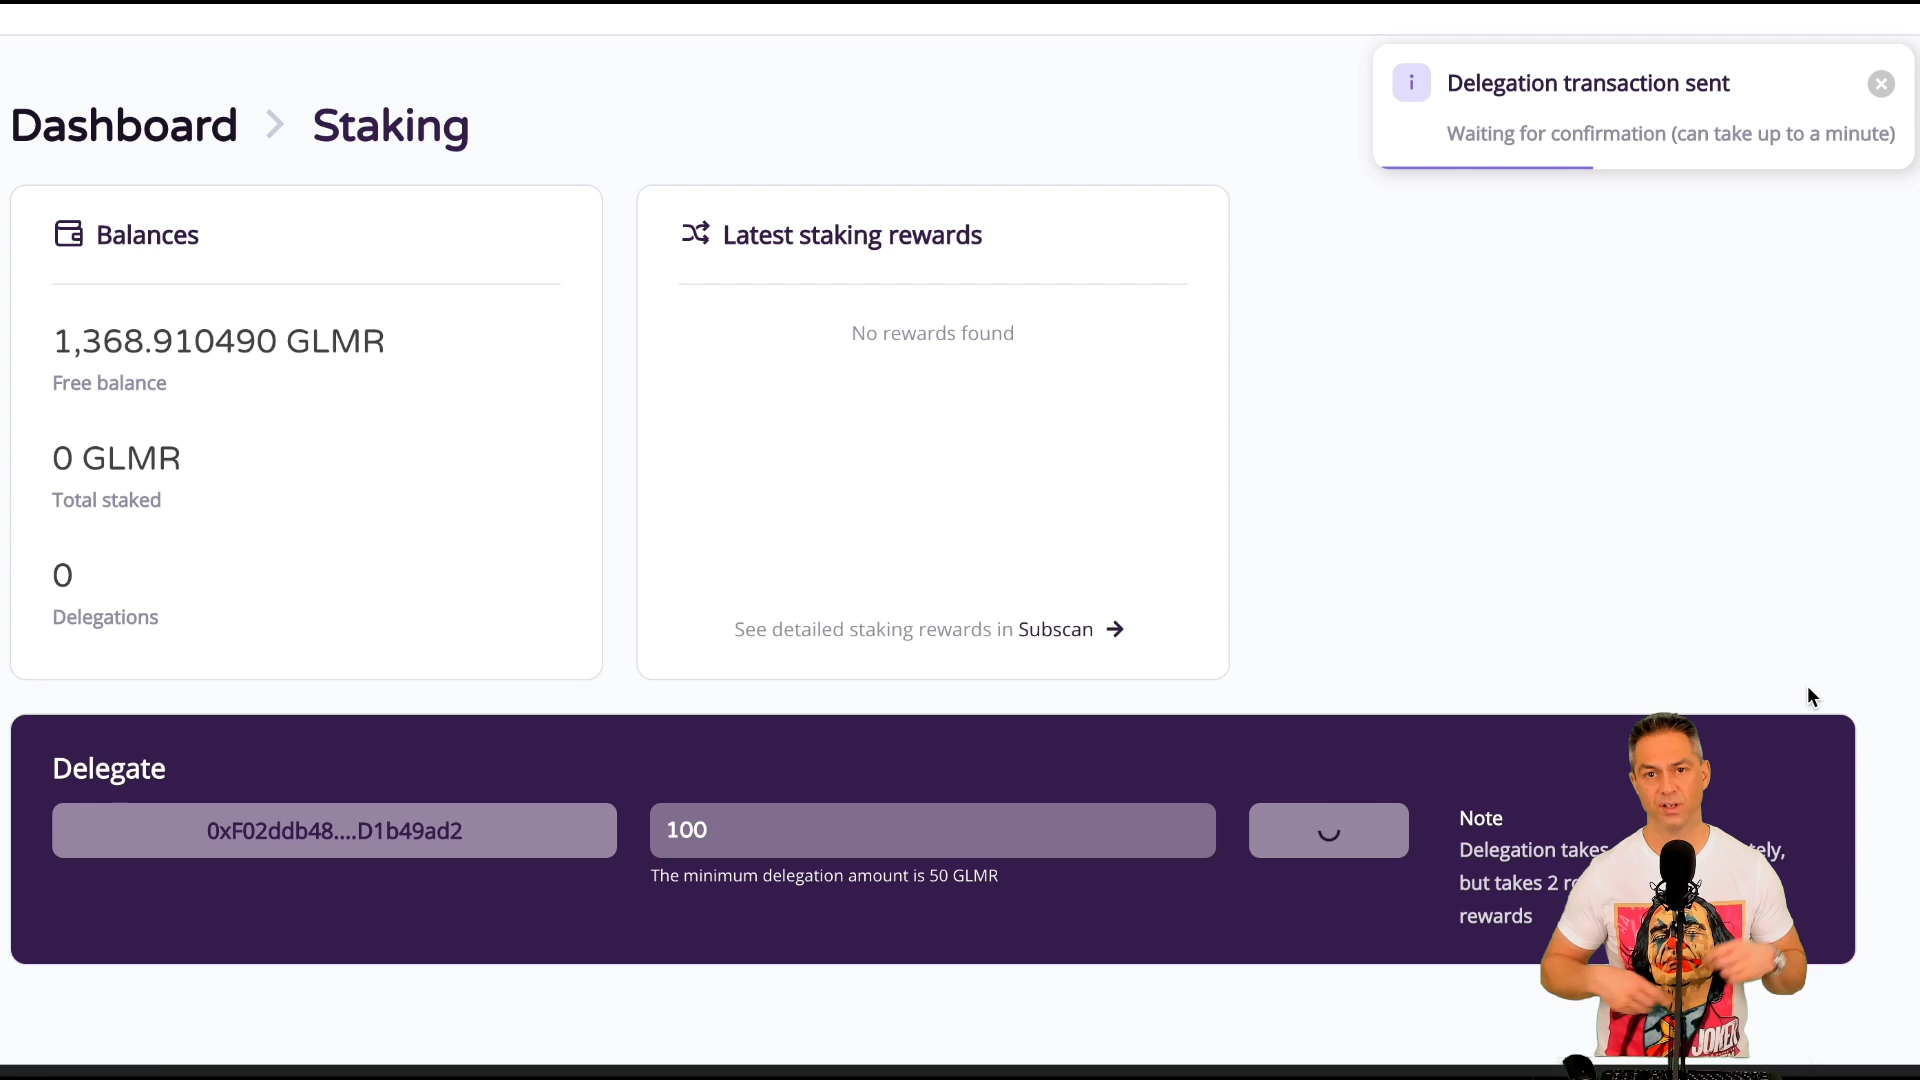 Dashboard > Staking
Delegation transaction sent
Waiting for confirmation (can take up to a minute)
Balances
1,368.910490 GLMR
Free balance
0 GLMR
Total staked
0
Delegations
Latest staking rewards
No rewards found
See detailed staking rewards in Subscan →
Delegate
0xF02ddb48....D1b49ad2
100
The minimum delegation amount is 50 GLMR
Note
Delegation takes
but takes 2
rewards
JOKER